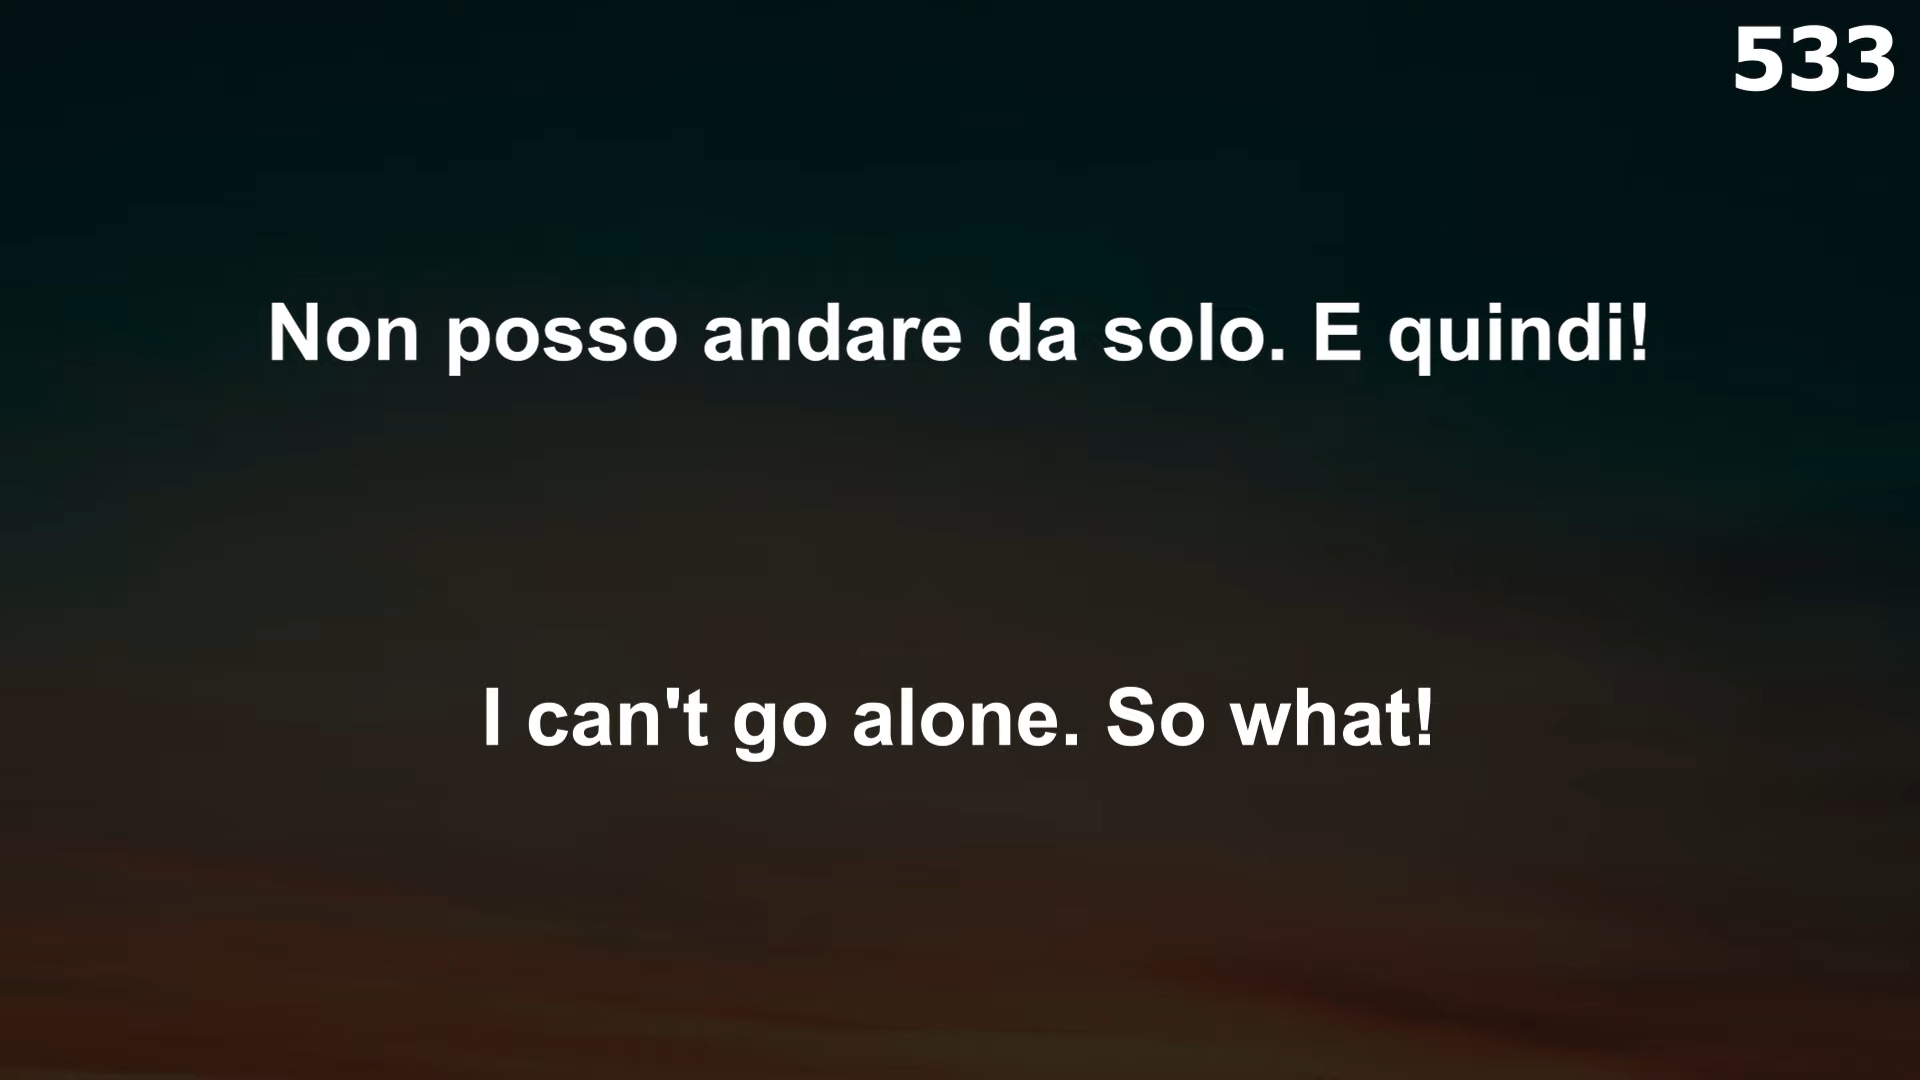 533
Non posso andare da solo. E quindi!
I can't go alone. So what!